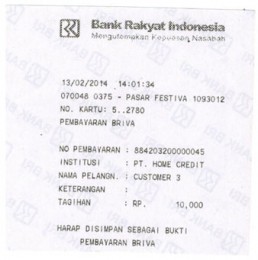 Bank Rakyat Indonesia
Mengutamakan Kepuasan Nasabah
13/02/2014 14:01:34
070048 0375 - PASAR FESTIVA 1093012
NO. KARTU: 5..2780
PEMBAYARAN BRIVA
NO PEMBAYARAN : 884203200000045
INSTITUSI : PT. HOME CREDIT
NAMA PELANGN. : CUSTOMER 3
KETERANGAN :
TAGIHAN : RP. 10,000
HARAP DISIMPAN SEBAGAI BUKTI
PEMBAYARAN BRIVA